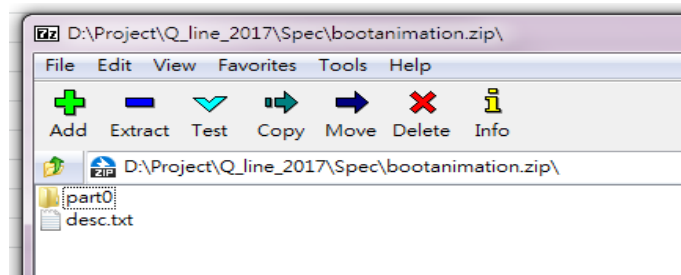 7z D:\Project\Q_line_2017\Spec\bootanimation.zip\
File Edit View Favorites Tools Help
Add Extract Test Copy Move Delete Info
ZIP D:\Project\Q_line_2017\Spec\bootanimation.zip\
part0
desc.txt